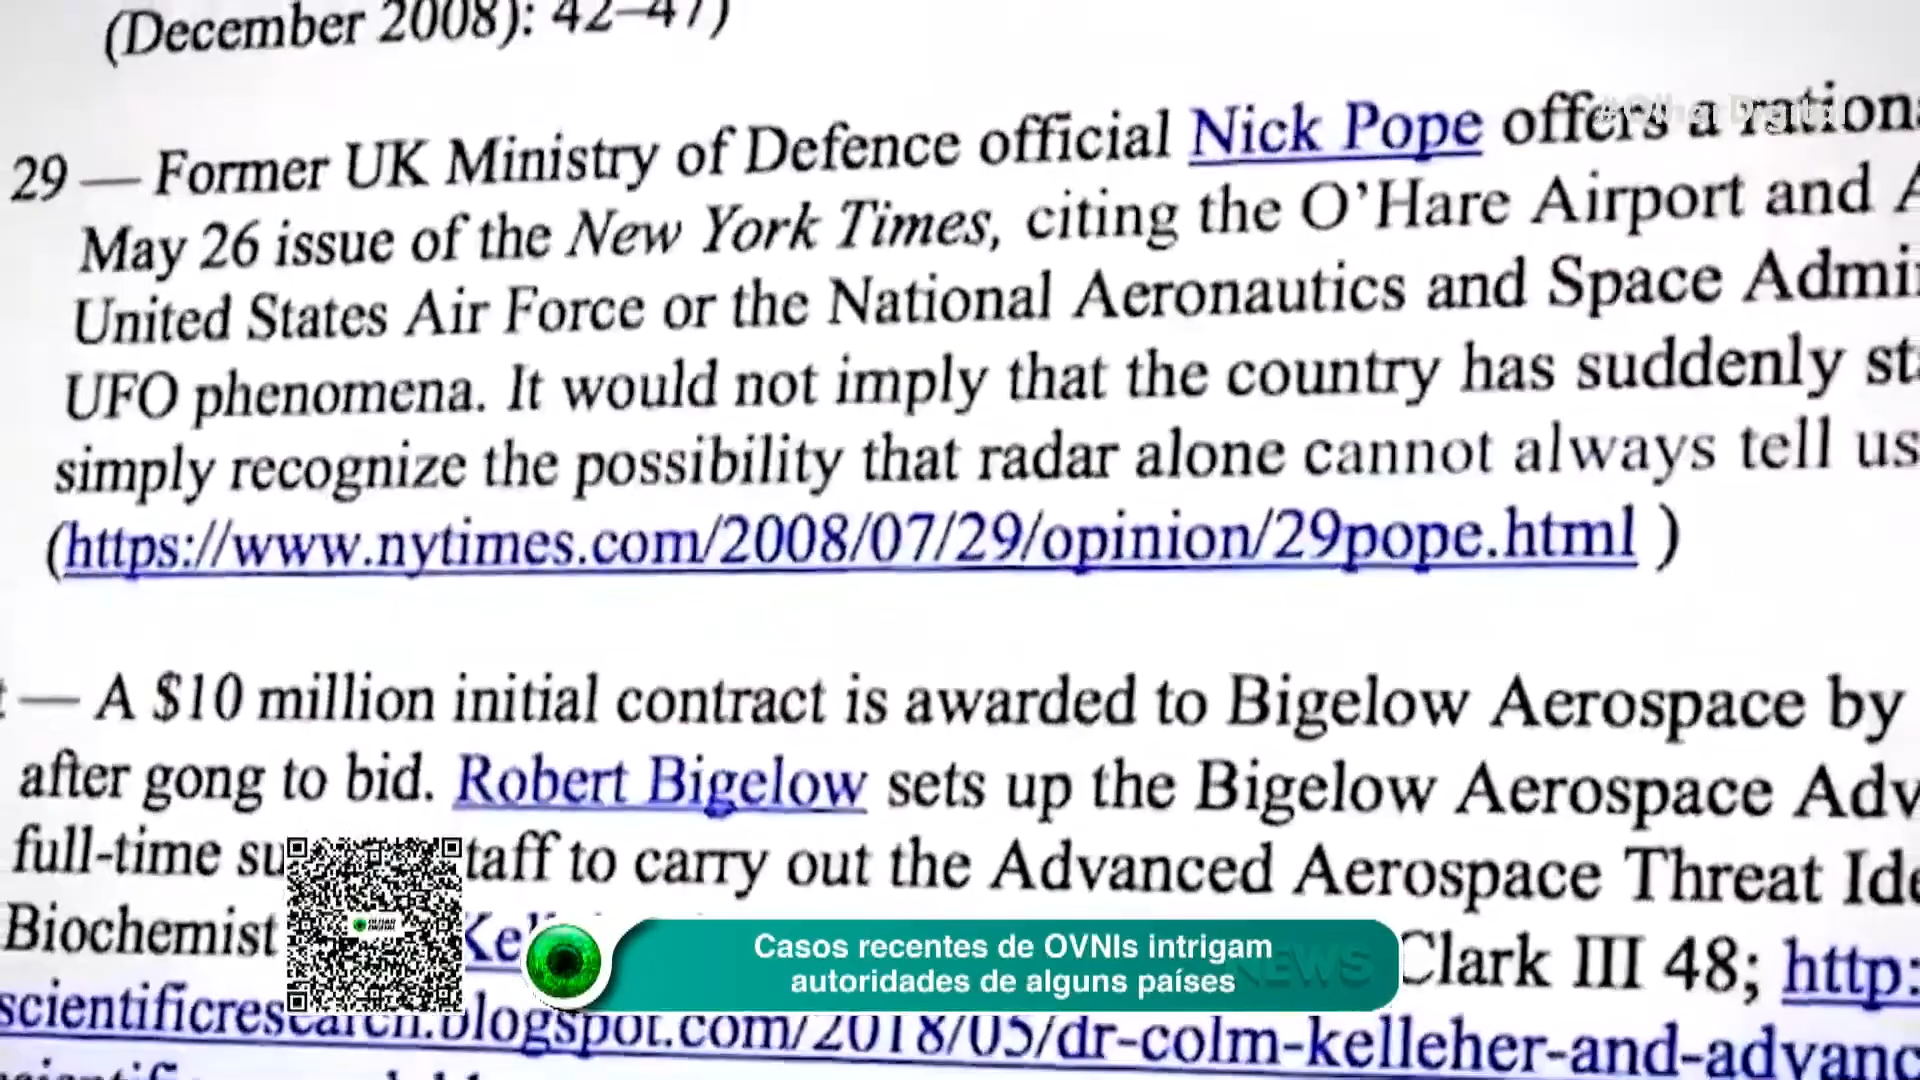 (December 2008): 42–47)
#OlharDigital
29 — Former UK Ministry of Defence official Nick Pope offers a
May 26 issue of the New York Times, citing the O’Hare Airport and
United States Air Force or the National Aeronautics and Space
UFO phenomena. It would not imply that the country has suddenly
simply recognize the possibility that radar alone cannot always tell us
(https://www.nytimes.com/2008/07/29/opinion/29pope.html )
— A $10 million initial contract is awarded to Bigelow Aerospace by
after gong to bid. Robert Bigelow sets up the Bigelow Aerospace
full-time taff to carry out the Advanced Aerospace Threat
Biochemist Clark III 48; http:
scientificresearch.blogspot.com/2018/05/dr-colm-kelleher-and-advanc
OLHAR DIGITAL
NEWS
Casos recentes de OVNIs intrigam
autoridades de alguns países